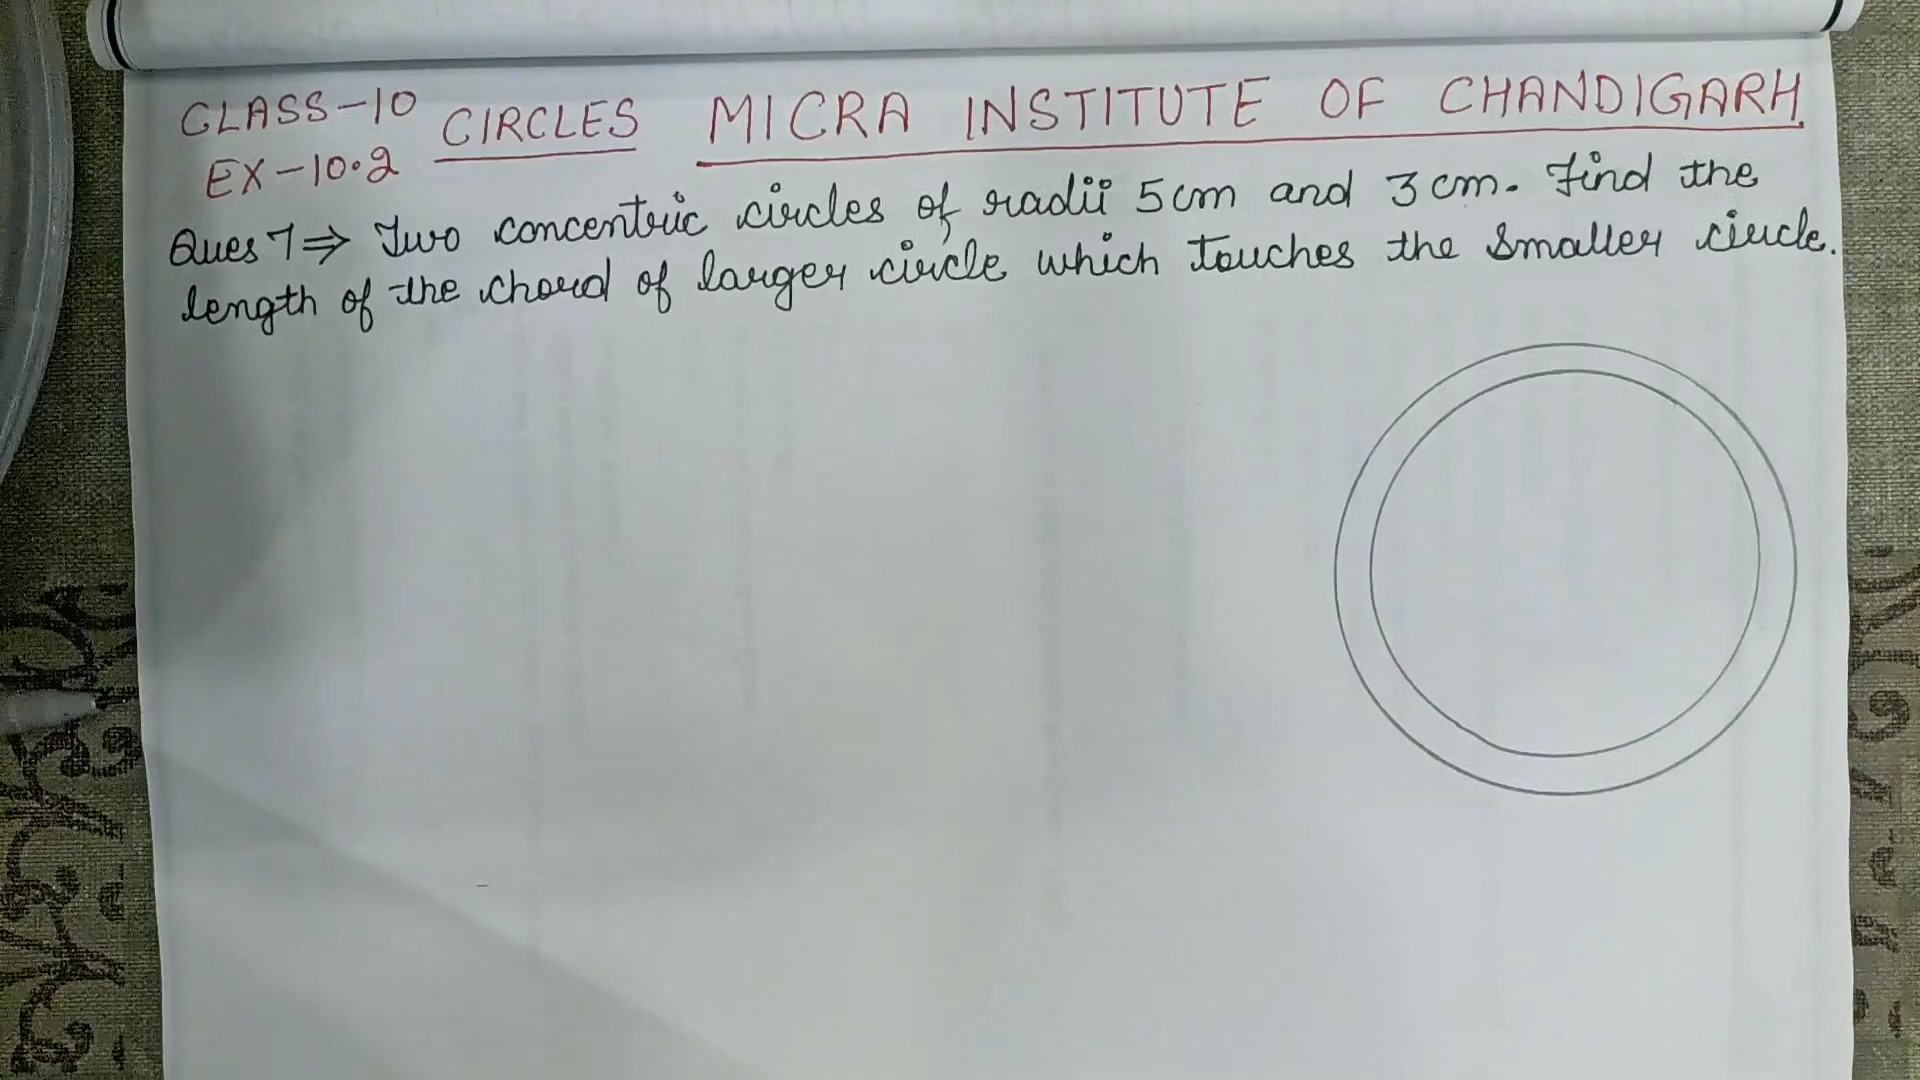 CLASS-10 CIRCLES MICRA INSTITUTE OF CHANDIGARH.
EX-10.2
Ques 7⇒ Two concentric circles of radii 5cm and 3cm. Find the
length of the chord of larger circle which touches the smaller circle.